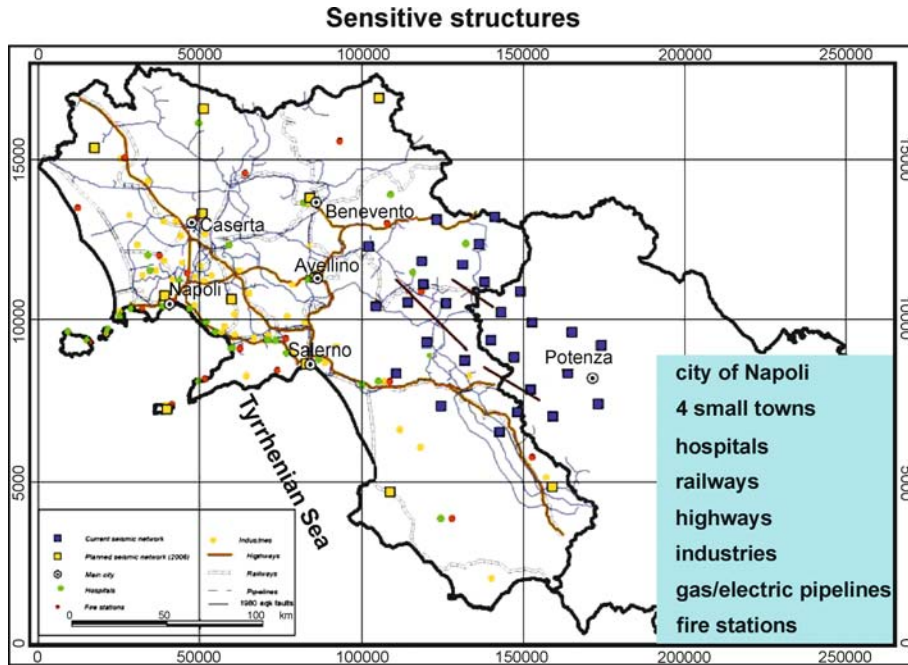 Sensitive structures
0 50000 100000 150000 200000 250000
15000
Caserta
Benevento
Avellino
Napoli
10000
Salerno
Potenza
Tyrrhenian Sea
5000
0
city of Napoli
4 small towns
hospitals
railways
highways
industries
gas/electric pipelines
fire stations
Current seismic network
Planned seismic network (2006)
Main city
Hospitals
Fire stations
Industries
Highways
Railways
Pipelines
1980 eqk faults
0 50 100 km
0 50000 100000 150000 200000 250000